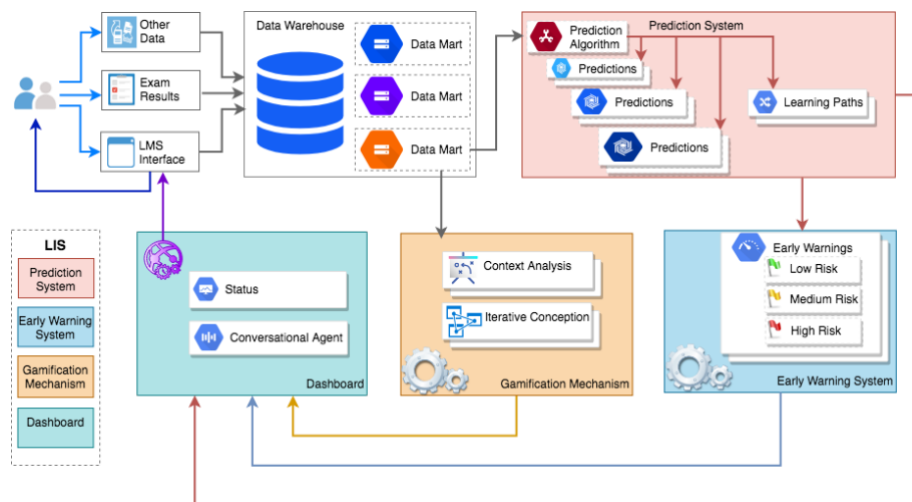 Other
Data
Exam
Results
LMS
Interface
Data Warehouse
Data Mart
Data Mart
Data Mart
Prediction System
Prediction
Algorithm
Predictions
Predictions
Predictions
Learning Paths
LIS
Prediction
System
Early Warning
System
Gamification
Mechanism
Dashboard
Status
Conversational Agent
Dashboard
Context Analysis
Iterative Conception
Gamification Mechanism
Early Warnings
Low Risk
Medium Risk
High Risk
Early Warning System